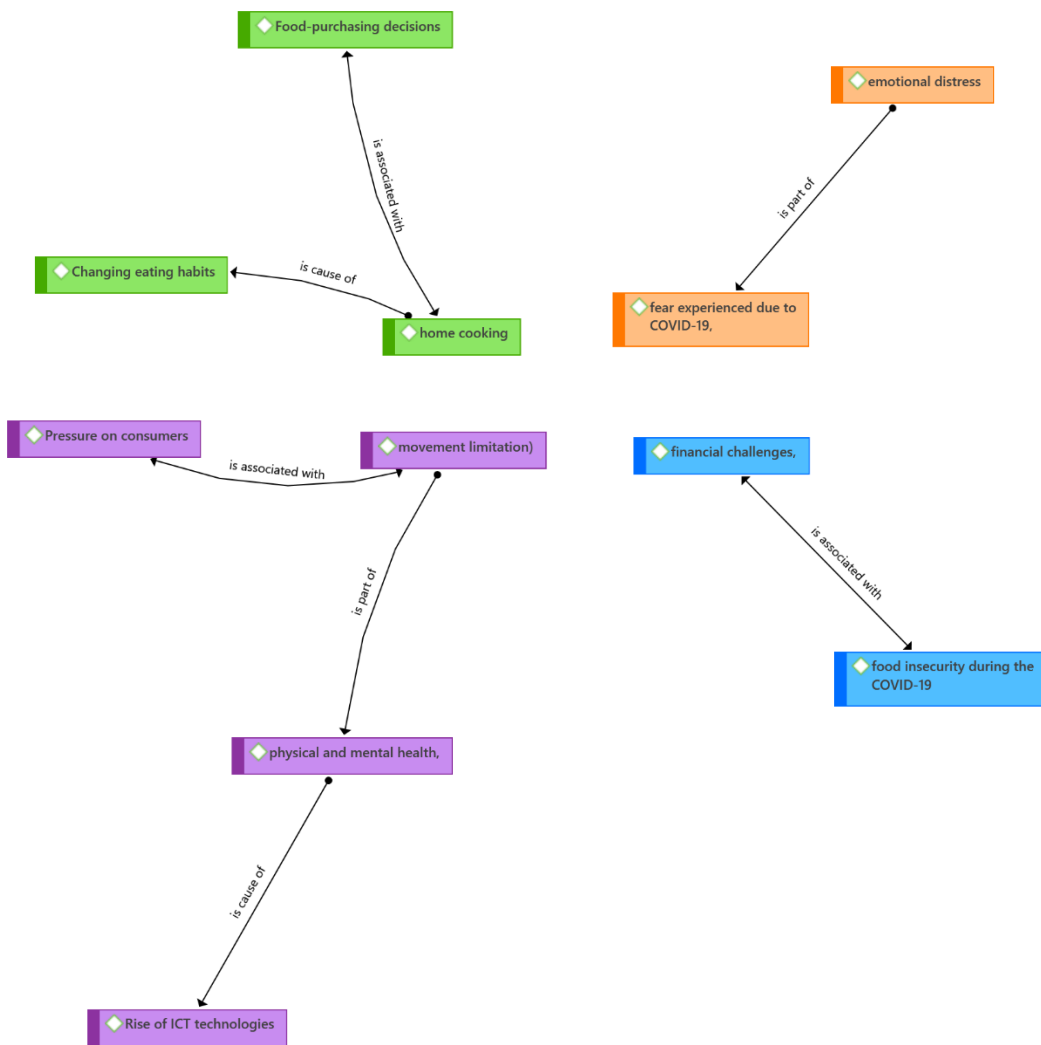 Food-purchasing decisions
emotional distress
is associated with
is part of
Changing eating habits
is cause of
fear experienced due to
COVID-19,
home cooking
Pressure on consumers
movement limitation)
financial challenges,
is associated with
is part of
is associated with
food insecurity during the
COVID-19
physical and mental health,
is cause of
Rise of ICT technologies